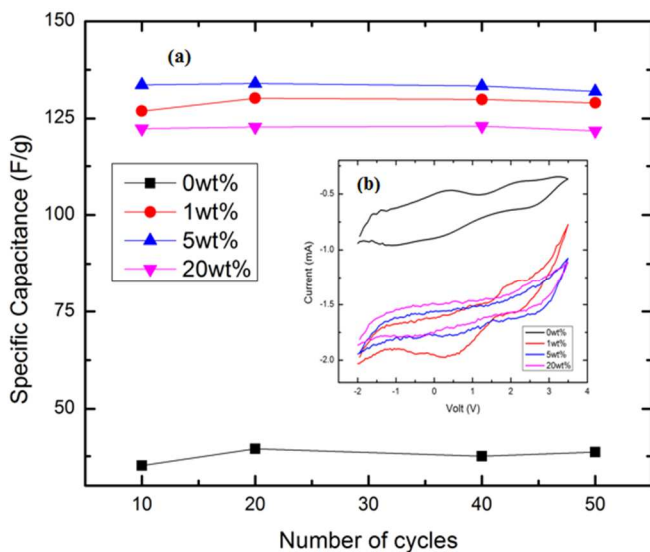 (a)
Specific Capacitance (F/g)
150
125
100
75
50
0wt%
1wt%
5wt%
20wt%
10
20
30
40
50
Number of cycles
(b)
Current (mA)
-0.5
-1.0
-1.5
-2.0
0wt%
1wt%
5wt%
20wt%
-2
-1
0
1
2
3
4
Volt (V)